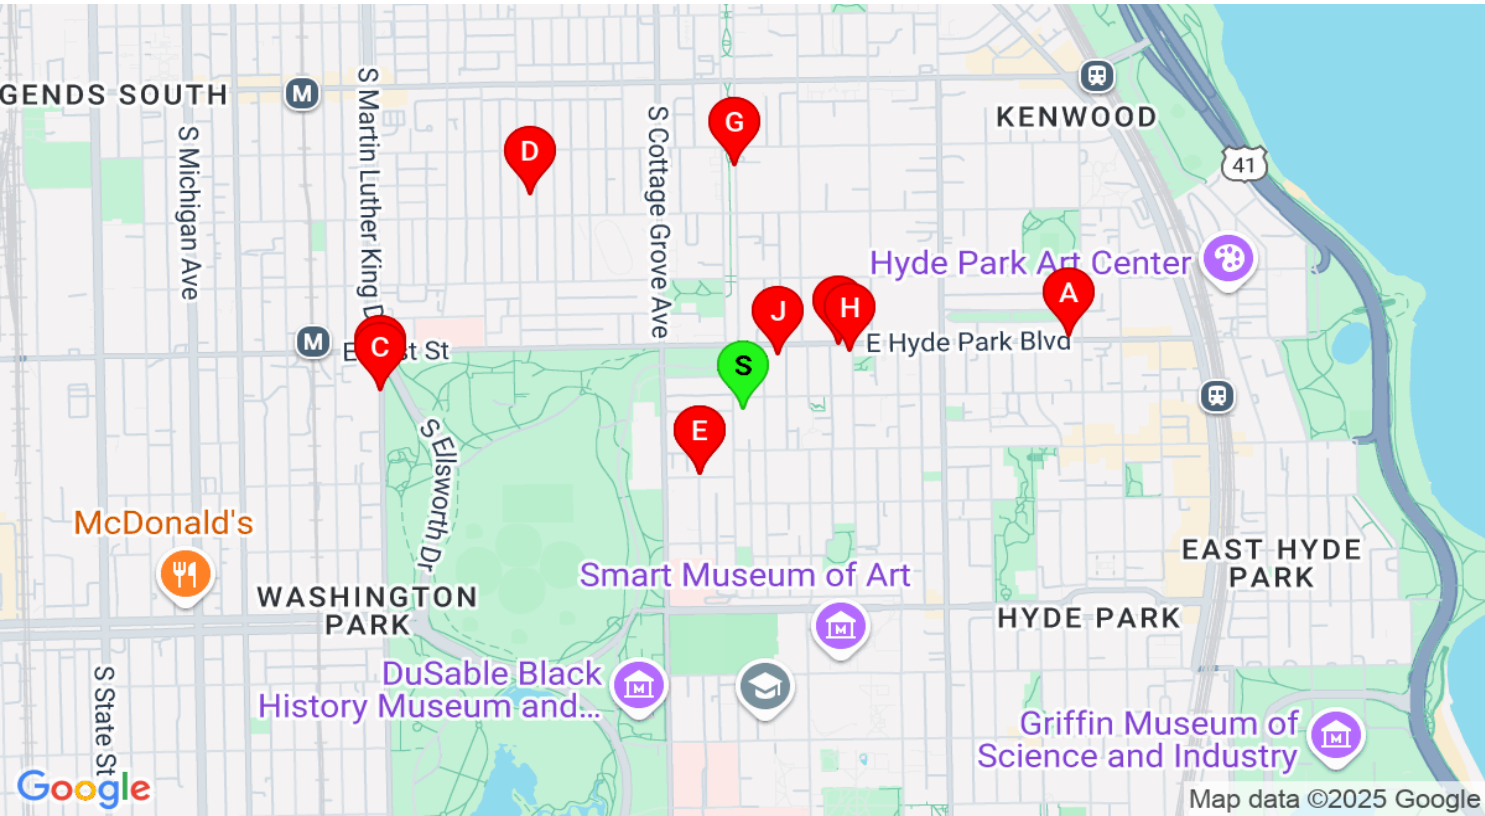 GENDS SOUTH
M
S Martin Luther King D
S Michigan Ave
S Cottage Grove Ave
D
G
KENWOOD
41
Hyde Park Art Center
A
H
J
M
C
E
st St
E Hyde Park Blvd
S
E
S Ellsworth Dr
McDonald's
WASHINGTON
PARK
Smart Museum of Art
M
EAST HYDE
PARK
HYDE PARK
DuSable Black
History Museum and...
M
S State St
Griffin Museum of
Science and Industry
M
Google
Map data ©2025 Google